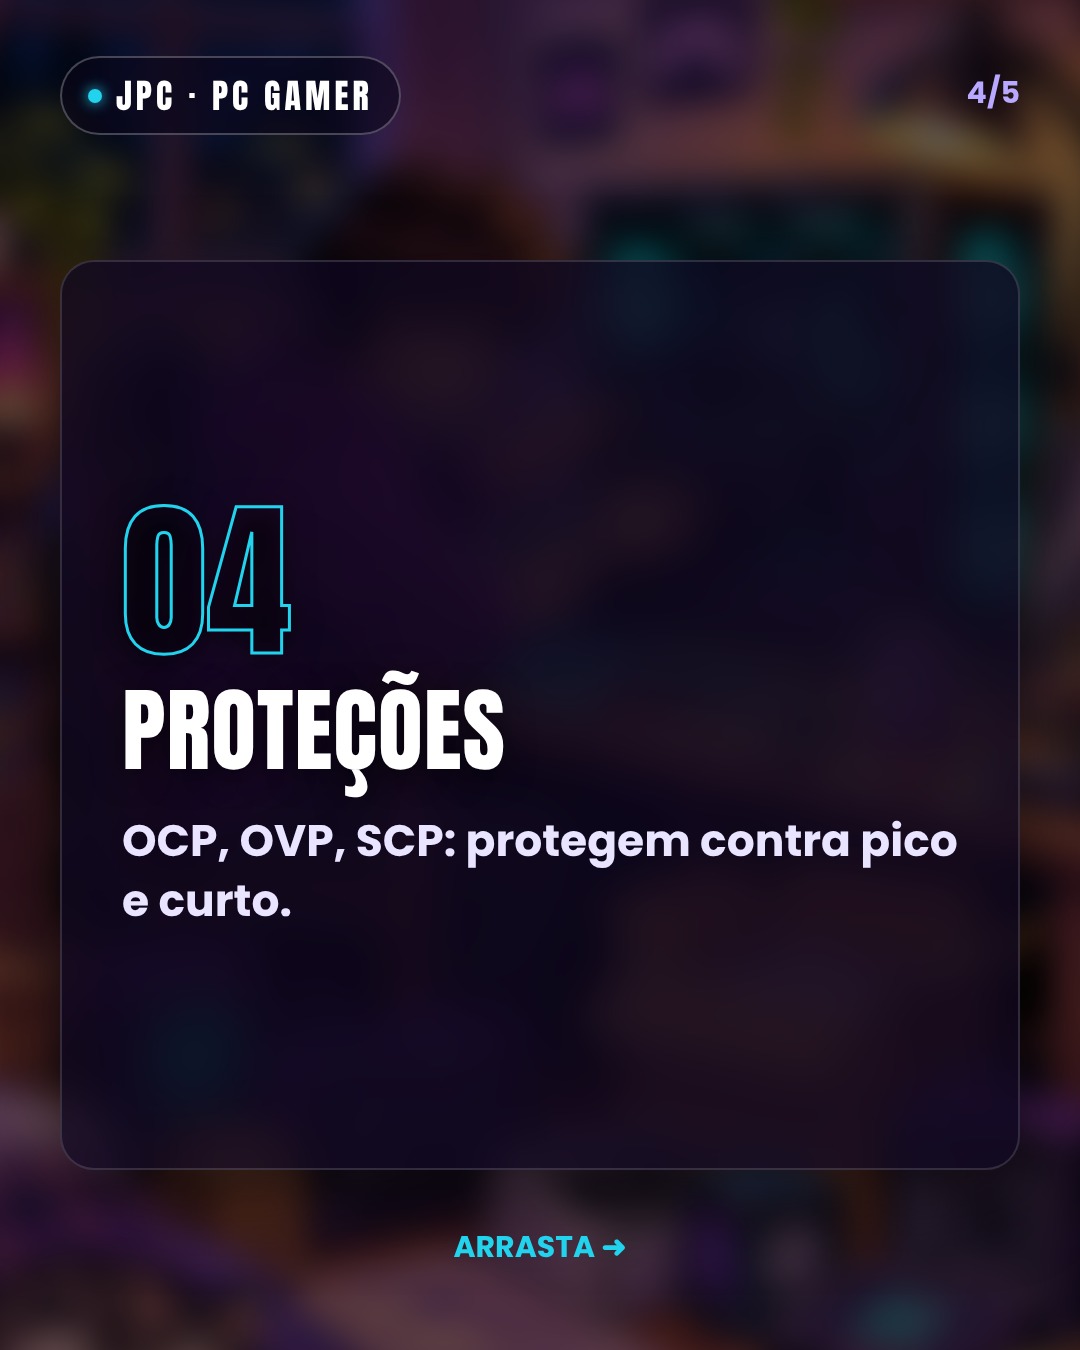 JPC · PC GAMER
4/5
04
PROTEÇÕES
OCP, OVP, SCP: protegem contra pico
e curto.
ARRASTA ➜